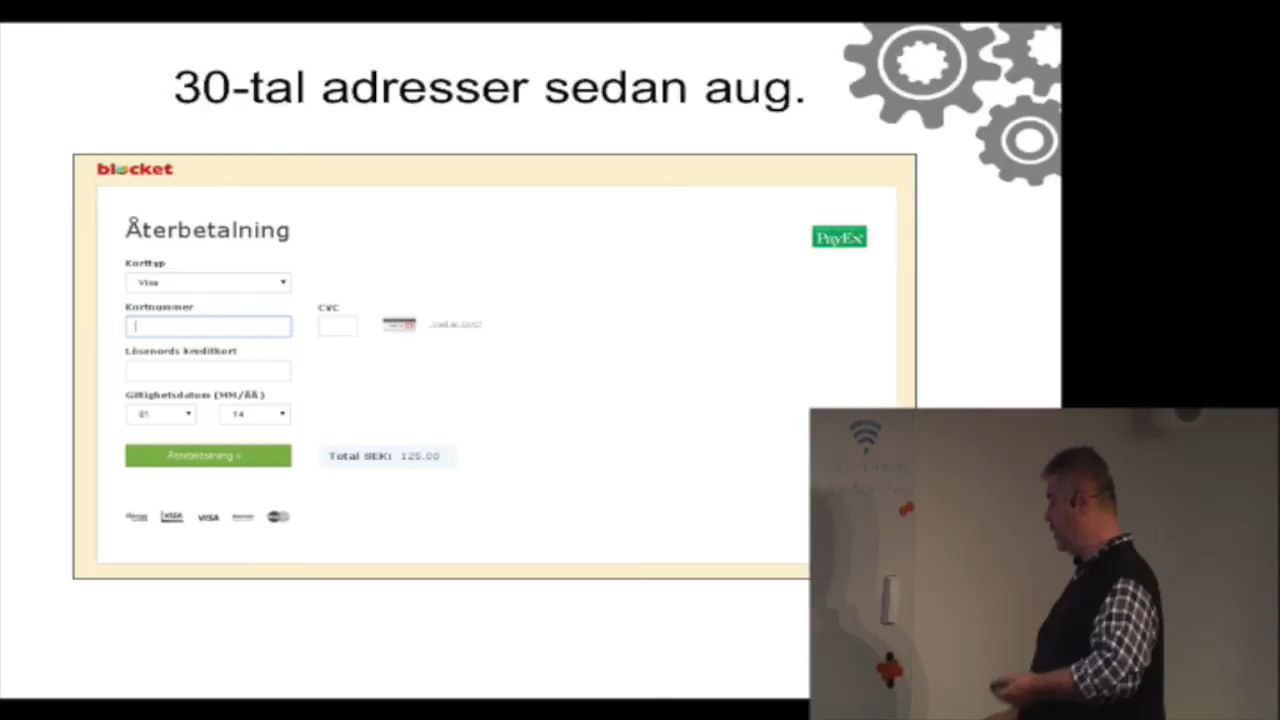 30-tal adresser sedan aug.
blocket
Återbetalning
PayEx
Korttyp
Visa
Kortnummer
CVC
Lösenords kreditkort
Giltighetsdatum (MM/ÅÅ)
01
14
Återbetalning »
Total SEK: 125.00
VISA
VISA